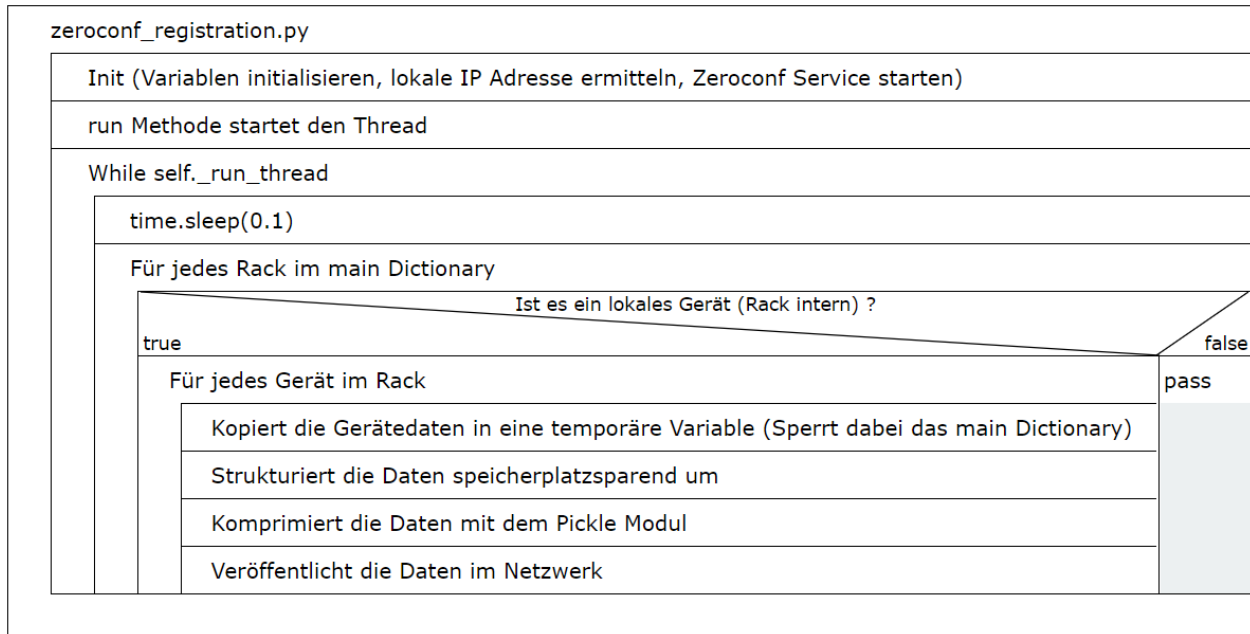 zeroconf_registration.py
Init (Variablen initialisieren, lokale IP Adresse ermitteln, Zeroconf Service starten)
run Methode startet den Thread
While self._run_thread
time.sleep(0.1)
Für jedes Rack im main Dictionary
Ist es ein lokales Gerät (Rack intern) ?
true
false
Für jedes Gerät im Rack
pass
Kopiert die Gerätedaten in eine temporäre Variable (Sperrt dabei das main Dictionary)
Strukturiert die Daten speicherplatzsparend um
Komprimiert die Daten mit dem Pickle Modul
Veröffentlicht die Daten im Netzwerk